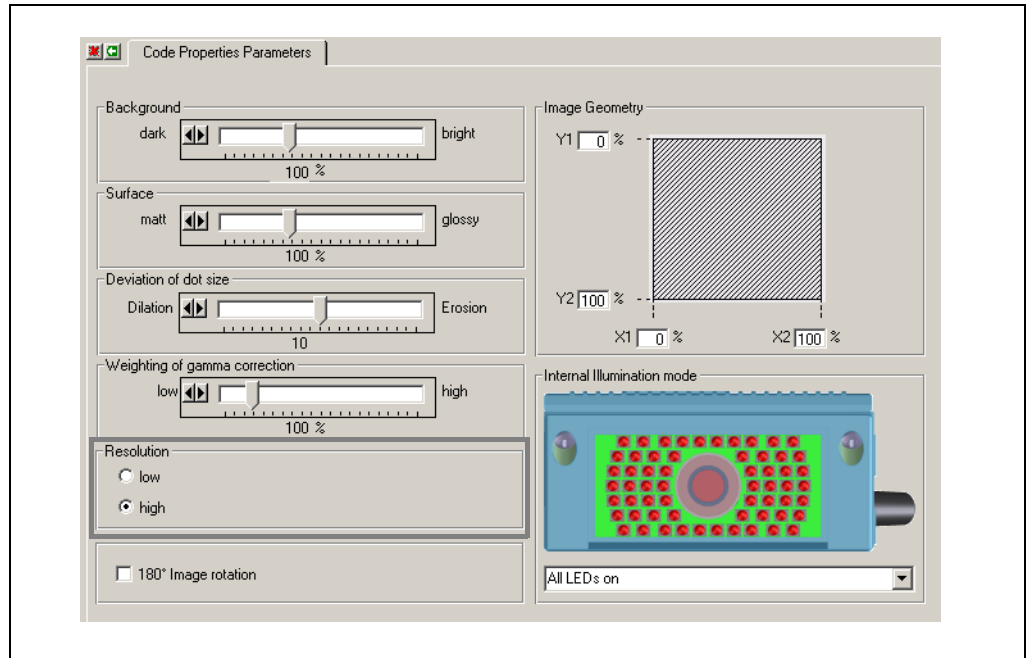 Code Properties Parameters
Background
dark
bright
100 %
Surface
matt
glossy
100 %
Deviation of dot size
Dilation
Erosion
10
Weighting of gamma correction
low
high
100 %
Resolution
low
high
180° Image rotation
Image Geometry
Y1 0 %
Y2 100 %
X1 0 % X2 100 %
Internal Illumination mode
All LEDs on